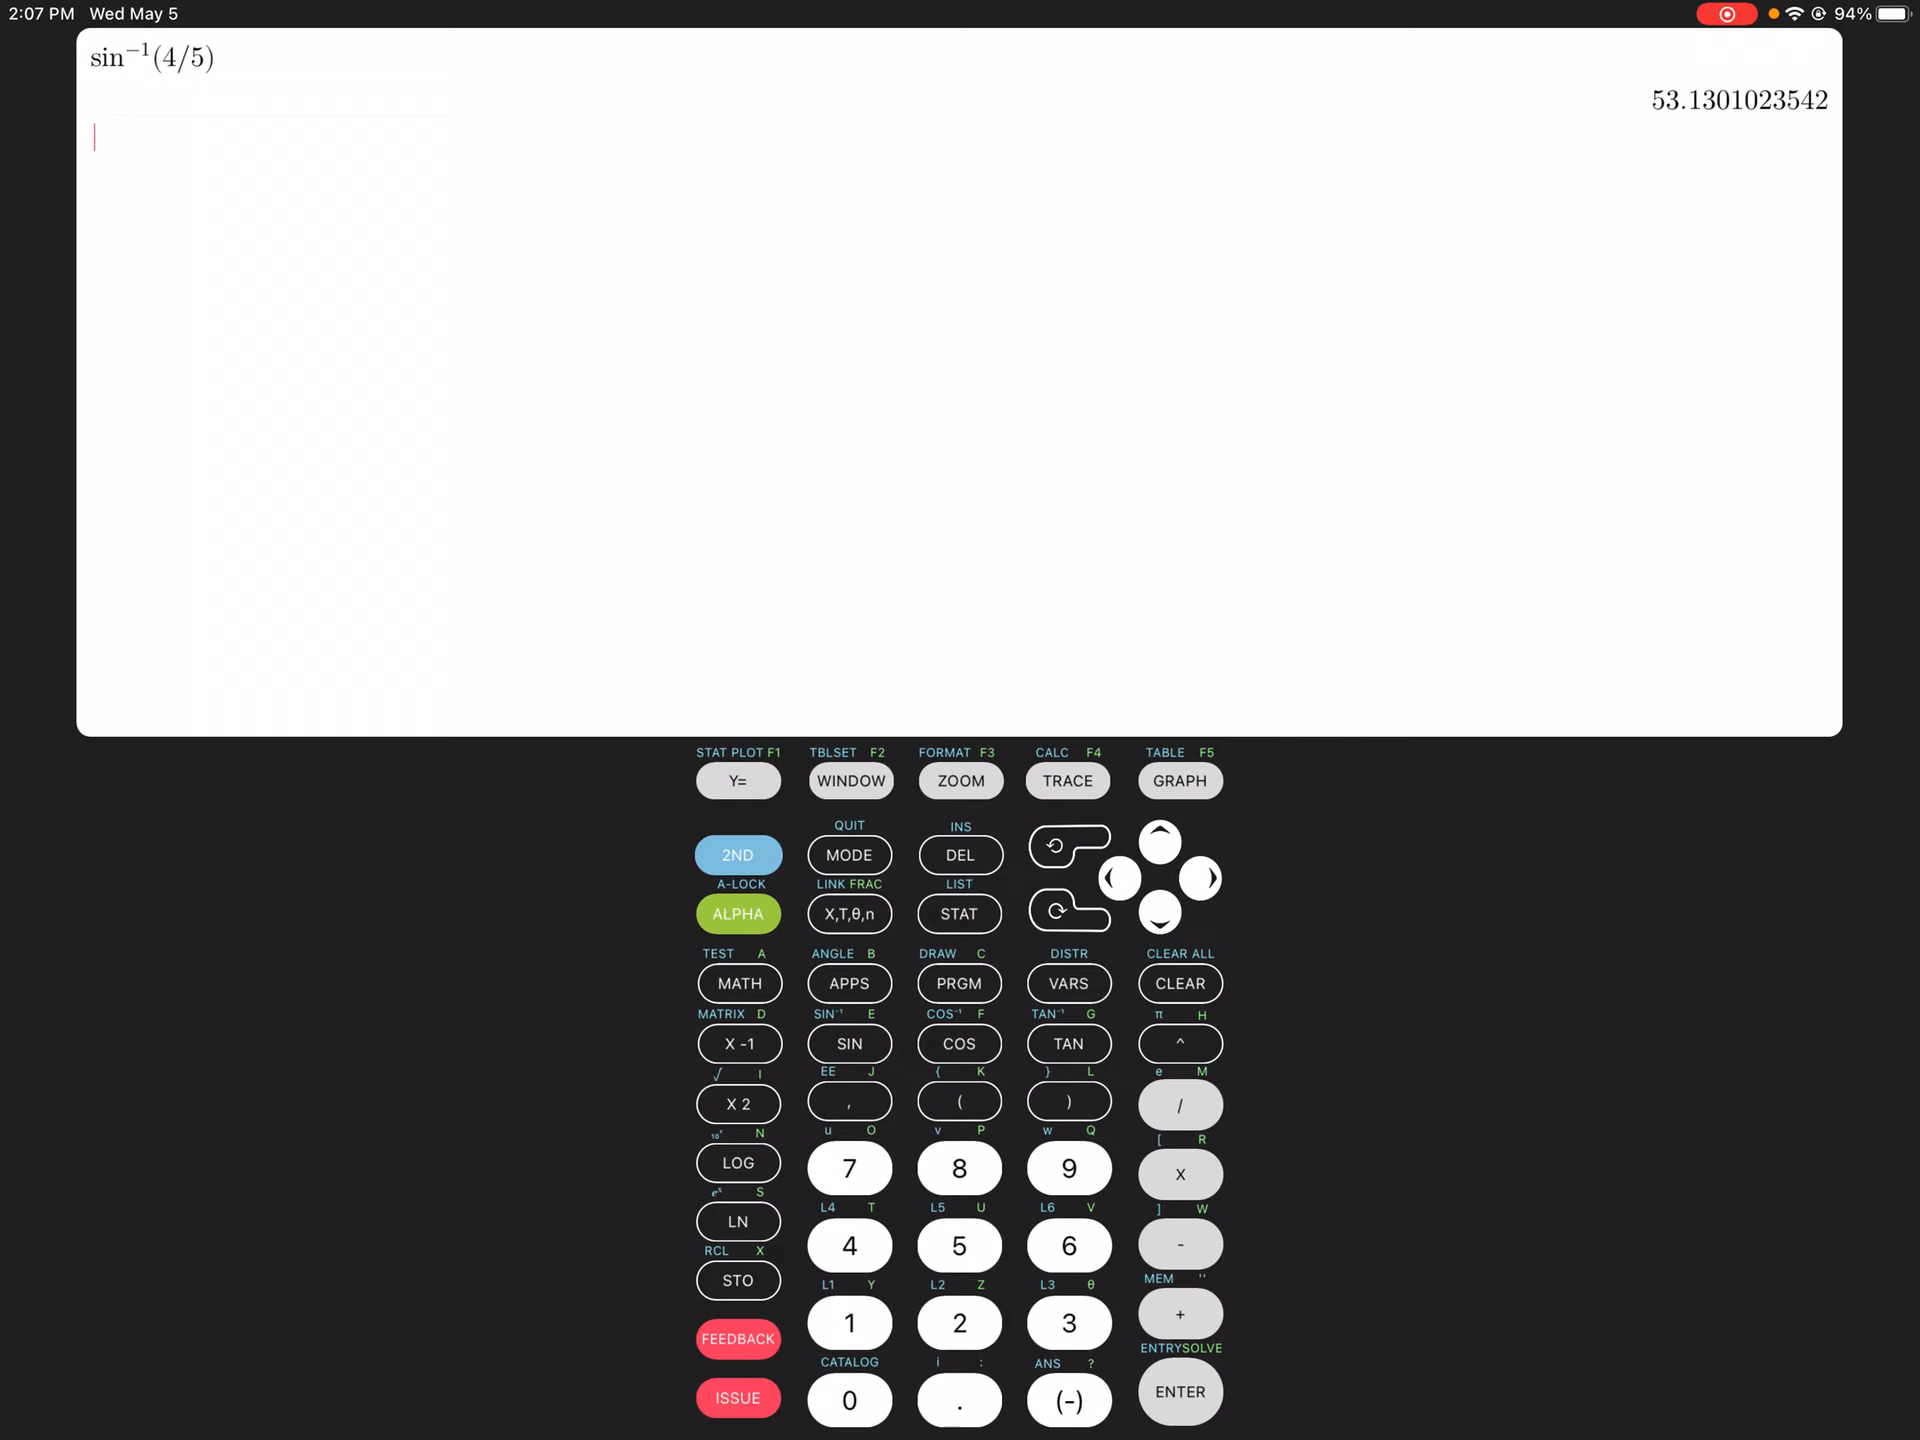 2:07 PM Wed May 5 94%
sin⁻¹(4/5)
53.1301023542
STAT PLOT F1 TBLSET F2 FORMAT F3 CALC F4 TABLE F5
Y= WINDOW ZOOM TRACE GRAPH
QUIT INS
2ND MODE DEL
A-LOCK LINK FRAC LIST
ALPHA X,T,θ,n STAT
TEST A ANGLE B DRAW C DISTR CLEAR ALL
MATH APPS PRGM VARS CLEAR
MATRIX D SIN⁻¹ E COS⁻¹ F TAN⁻¹ G π H
X -1 SIN COS TAN ^
√ I EE J { K } L e M
X 2 , ( ) /
10ˣ N u O v P w Q [ R
LOG 7 8 9 X
eˣ S L4 T L5 U L6 V ] W
LN 4 5 6 -
RCL X L1 Y L2 Z L3 θ MEM "
STO 1 2 3 +
FEEDBACK CATALOG i : ANS ? ENTRY SOLVE
ISSUE 0 . (-) ENTER